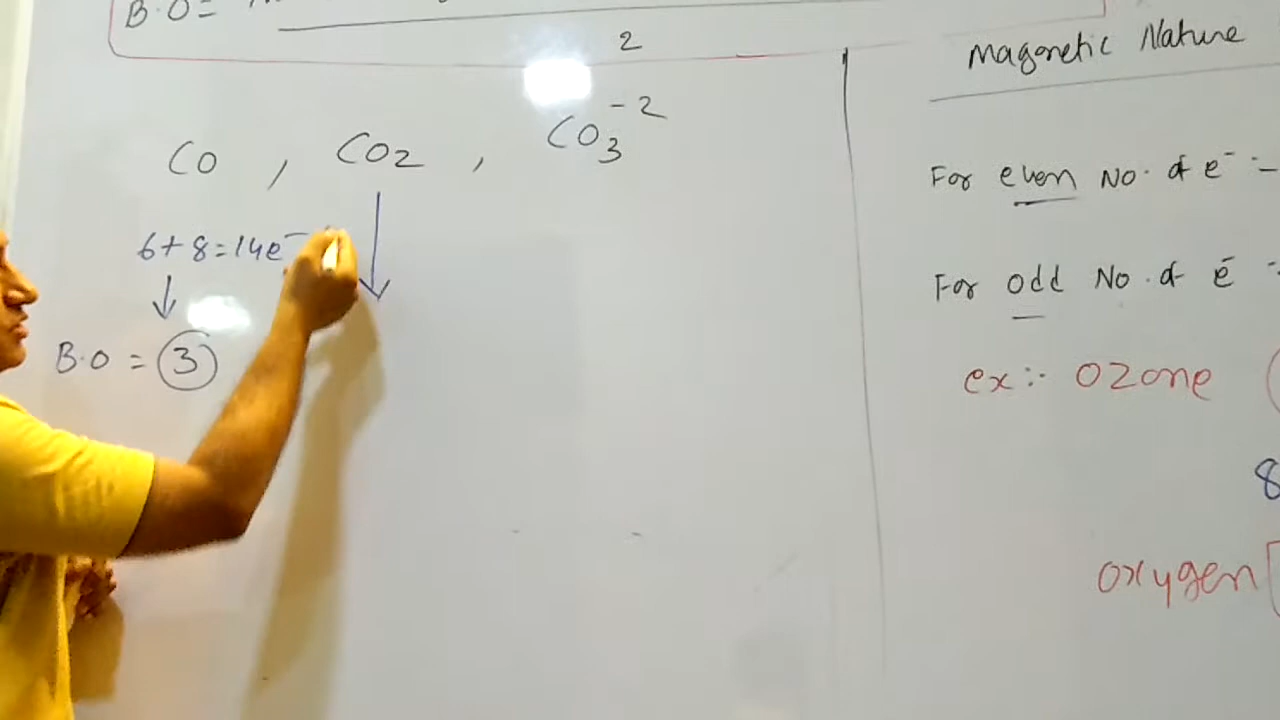 B.O =
2
CO , CO2 , CO3^-2
6+8=14e-
B.O = 3
Magenetic Nature
For even No. of e- :-
For odd No. of e-
ex :- Ozone
8
oxygen